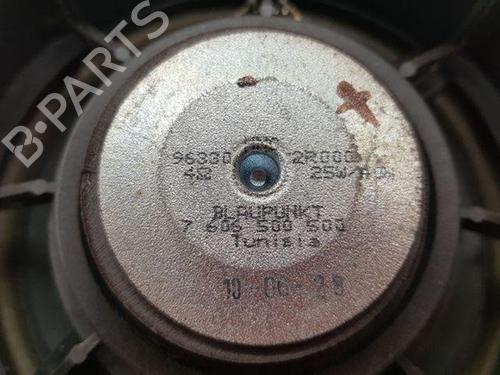 B-PARTS
96330 2R000
4Ω 25W
BLAUPUNKT
7 606 500 500
Tunisia
10-06-28